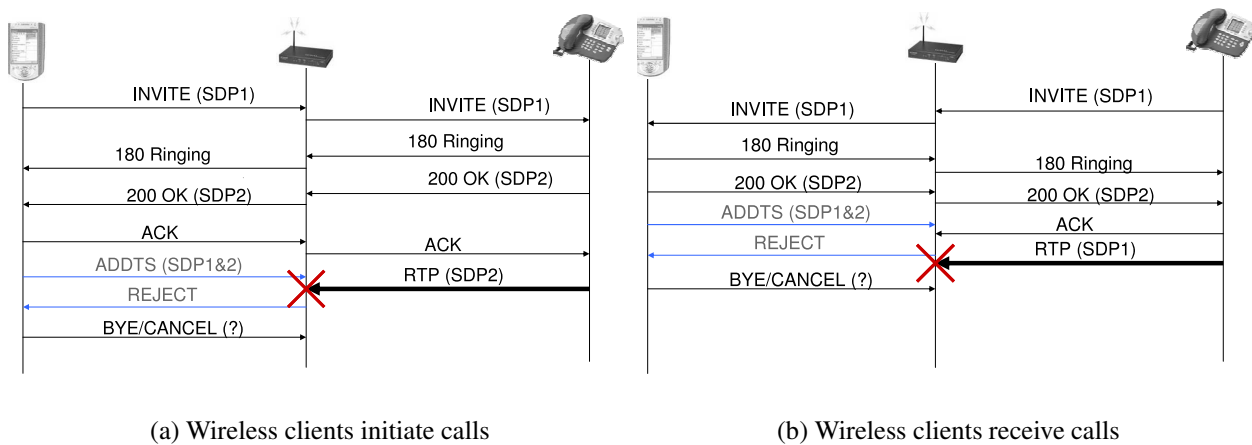 INVITE (SDP1)
INVITE (SDP1)
180 Ringing
180 Ringing
200 OK (SDP2)
200 OK (SDP2)
ACK
ACK
ADDTS (SDP1&2)
RTP (SDP2)
REJECT
BYE/CANCEL (?)
(a) Wireless clients initiate calls
INVITE (SDP1)
INVITE (SDP1)
180 Ringing
180 Ringing
200 OK (SDP2)
200 OK (SDP2)
ADDTS (SDP1&2)
ACK
REJECT
RTP (SDP1)
BYE/CANCEL (?)
(b) Wireless clients receive calls